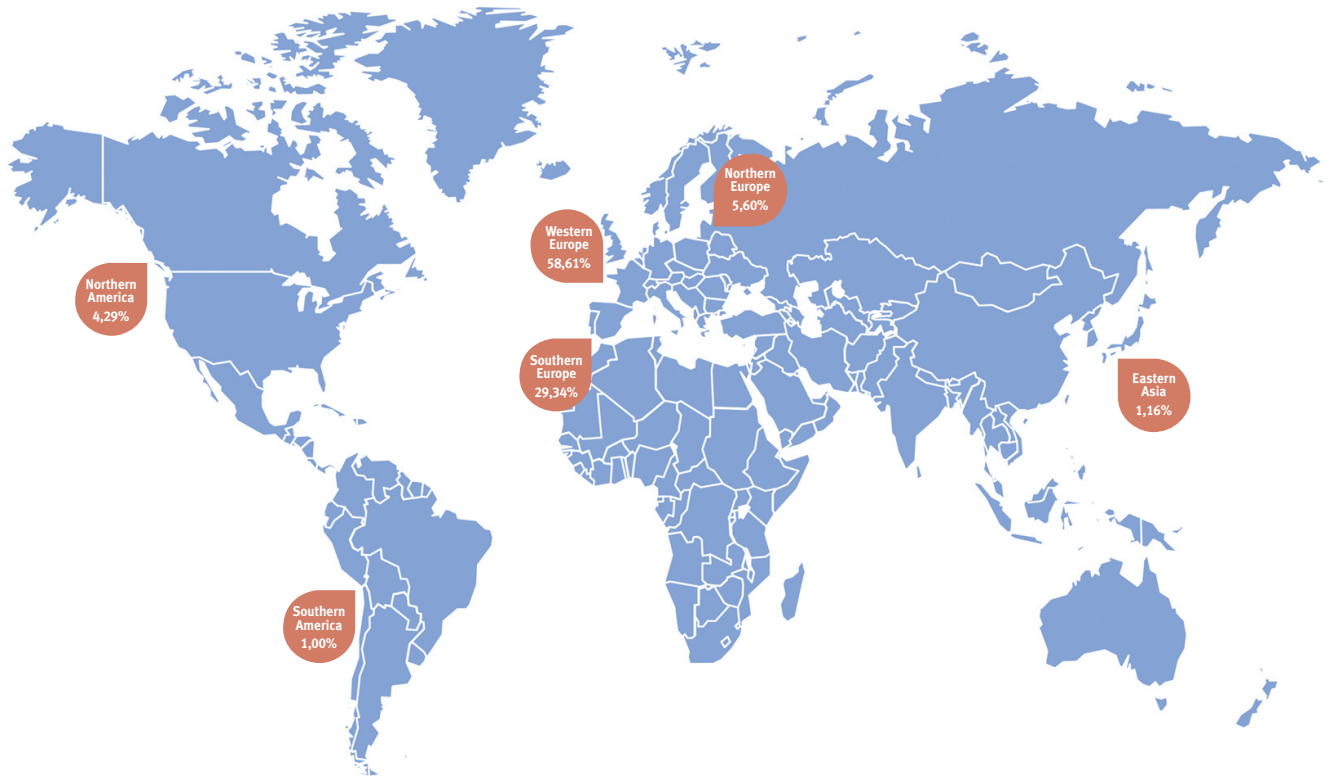 Northern
Europe
5,60%
Western
Europe
58,61%
Northern
America
4,29%
Southern
Europe
29,34%
Eastern
Asia
1,16%
Southern
America
1,00%